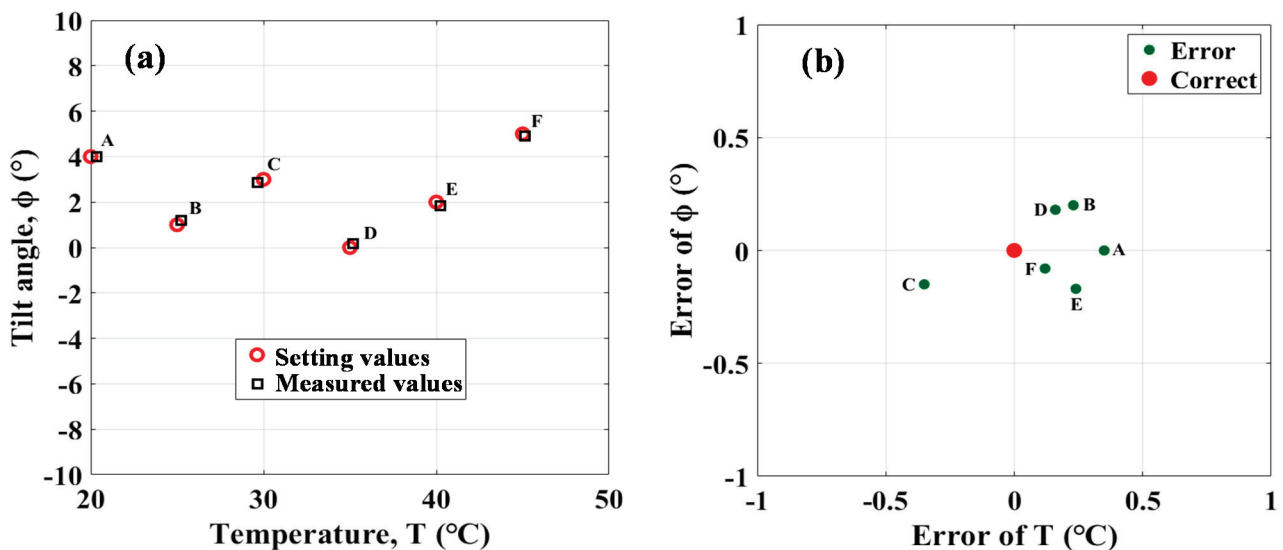 (a)
10
8
6
4
2
0
-2
-4
-6
-8
-10
Tilt angle, ϕ (°)
A
B
C
D
E
F
Setting values
Measured values
20
30
40
50
Temperature, T (°C)
(b)
1
0.5
0
-0.5
-1
Error of ϕ (°)
Error
Correct
D
B
A
F
C
E
-1
-0.5
0
0.5
1
Error of T (°C)